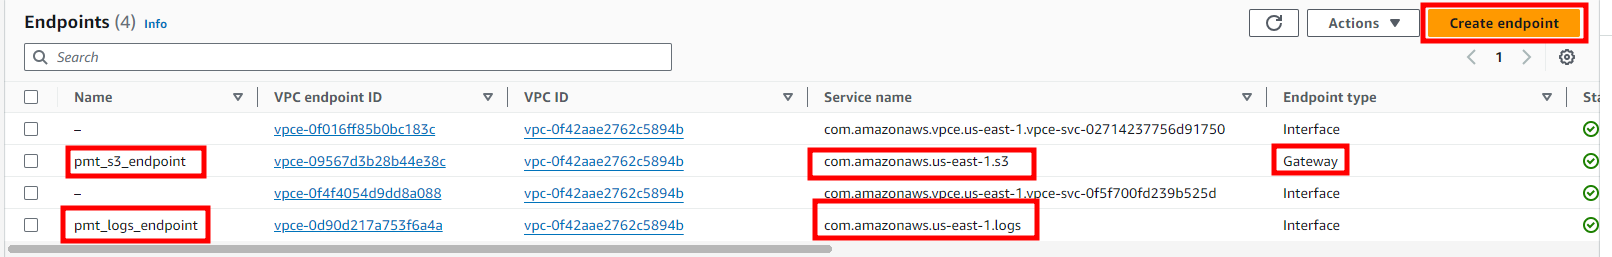 Endpoints (4) Info
Actions Create endpoint
Search
1
Name VPC endpoint ID VPC ID Service name Endpoint type Sta
– vpce-0f016ff85b0bc183c vpc-0f42aae2762c5894b com.amazonaws.vpce.us-east-1.vpce-svc-02714237756d91750 Interface
pmt_s3_endpoint vpce-09567d3b28b44e38c vpc-0f42aae2762c5894b com.amazonaws.us-east-1.s3 Gateway
– vpce-0f4f4054d9dd8a088 vpc-0f42aae2762c5894b com.amazonaws.vpce.us-east-1.vpce-svc-0f5f700fd239b525d Interface
pmt_logs_endpoint vpce-0d90d217a753f6a4a vpc-0f42aae2762c5894b com.amazonaws.us-east-1.logs Interface